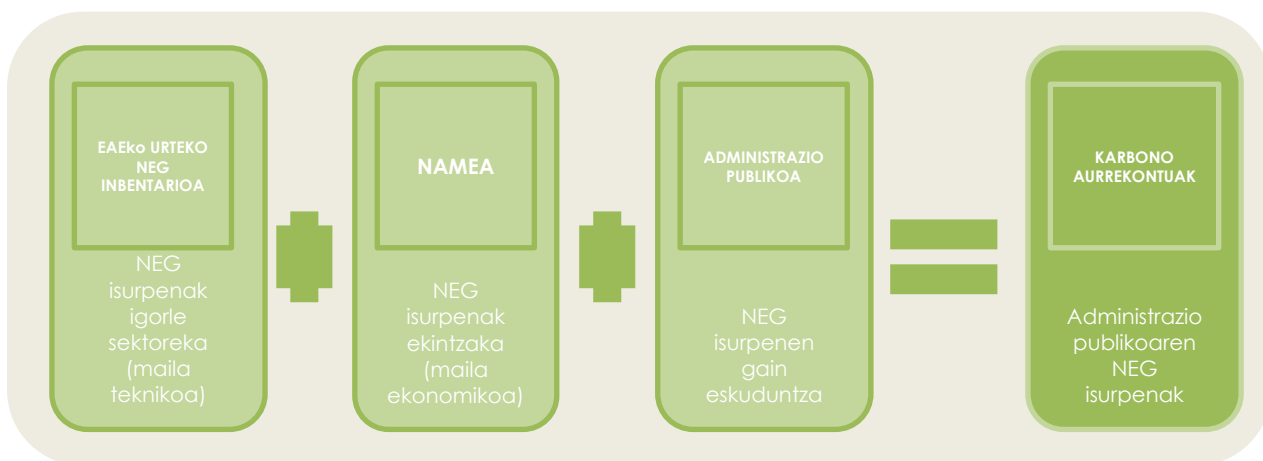 EAEko URTEKO
NEG
INBENTARIOA
NEG
isurpenak
igorle
sektoreka
(maila
teknikoa)
NAMEA
NEG
isurpenak
ekintzaka
(maila
ekonomikoa)
ADMINISTRAZIO
PUBLIKOA
NEG
isurpenen
gain
eskuduntza
KARBONO
AURREKONTUAK
Administrazio
publikoaren
NEG
isurpenak